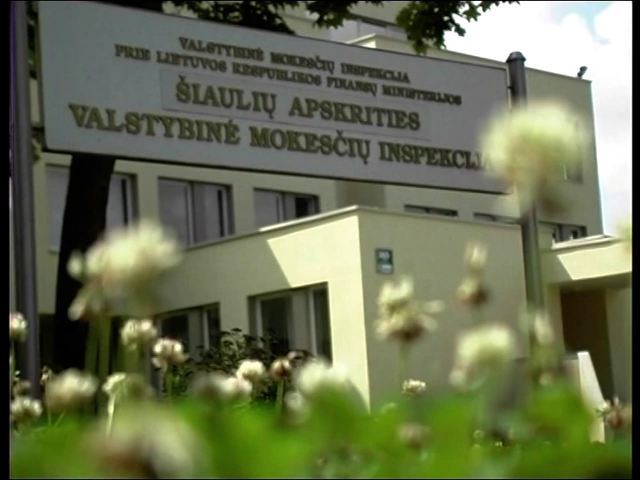 VALSTYBINĖ MOKESČIŲ INSPEKCIJA
PRIE LIETUVOS RESPUBLIKOS FINANSŲ MINISTERIJOS
ŠIAULIŲ APSKRITIES
VALSTYBINĖ MOKESČIŲ INSPEKCIJA